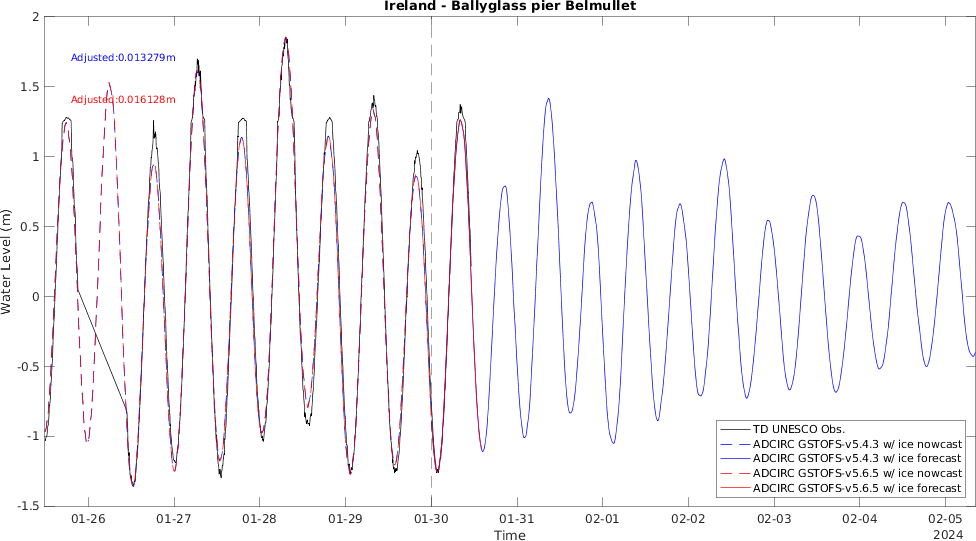 Ireland - Ballyglass pier Belmullet
2
Adjusted:0.013279m
1.5
Adjusted:0.016128m
1
0.5
Water Level (m)
0
-0.5
TD UNESCO Obs.
-1
ADCIRC GSTOFS-v5.4.3 w/ ice nowcast
ADCIRC GSTOFS-v5.4.3 w/ ice forecast
ADCIRC GSTOFS-v5.6.5 w/ ice nowcast
ADCIRC GSTOFS-v5.6.5 w/ ice forecast
-1.5
01-26 01-27 01-28 01-29 01-30 01-31 02-01 02-02 02-03 02-04 02-05
Time
2024